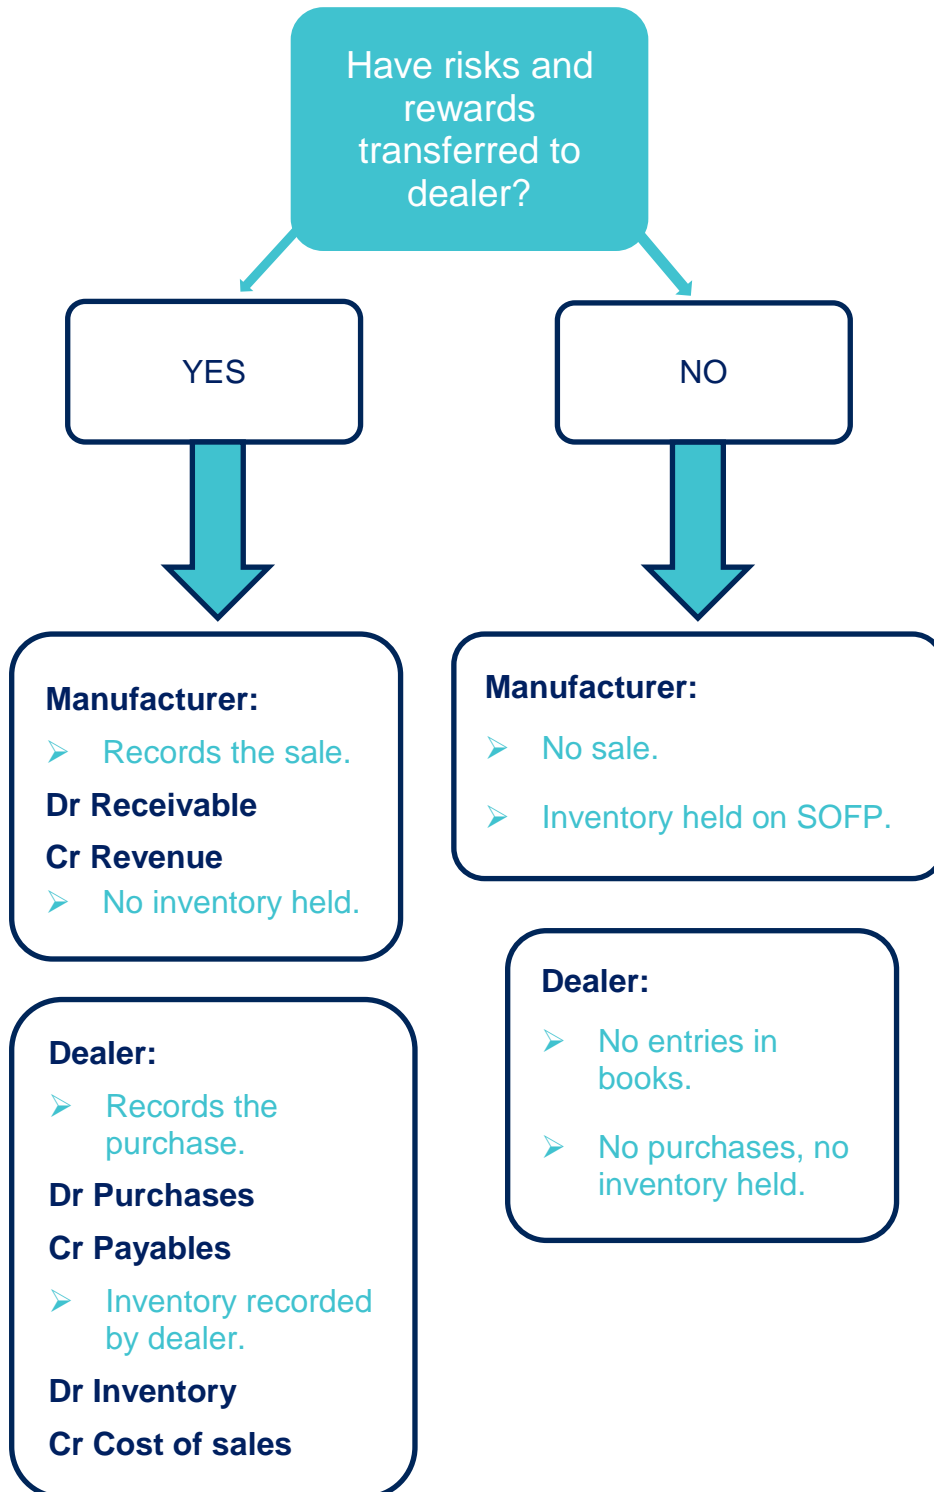 Have risks and
rewards
transferred to
dealer?
YES
NO
Manufacturer:
➢ Records the sale.
Dr Receivable
Cr Revenue
➢ No inventory held.
Manufacturer:
➢ No sale.
➢ Inventory held on SOFP.
Dealer:
➢ Records the
purchase.
Dr Purchases
Cr Payables
➢ Inventory recorded
by dealer.
Dr Inventory
Cr Cost of sales
Dealer:
➢ No entries in
books.
➢ No purchases, no
inventory held.